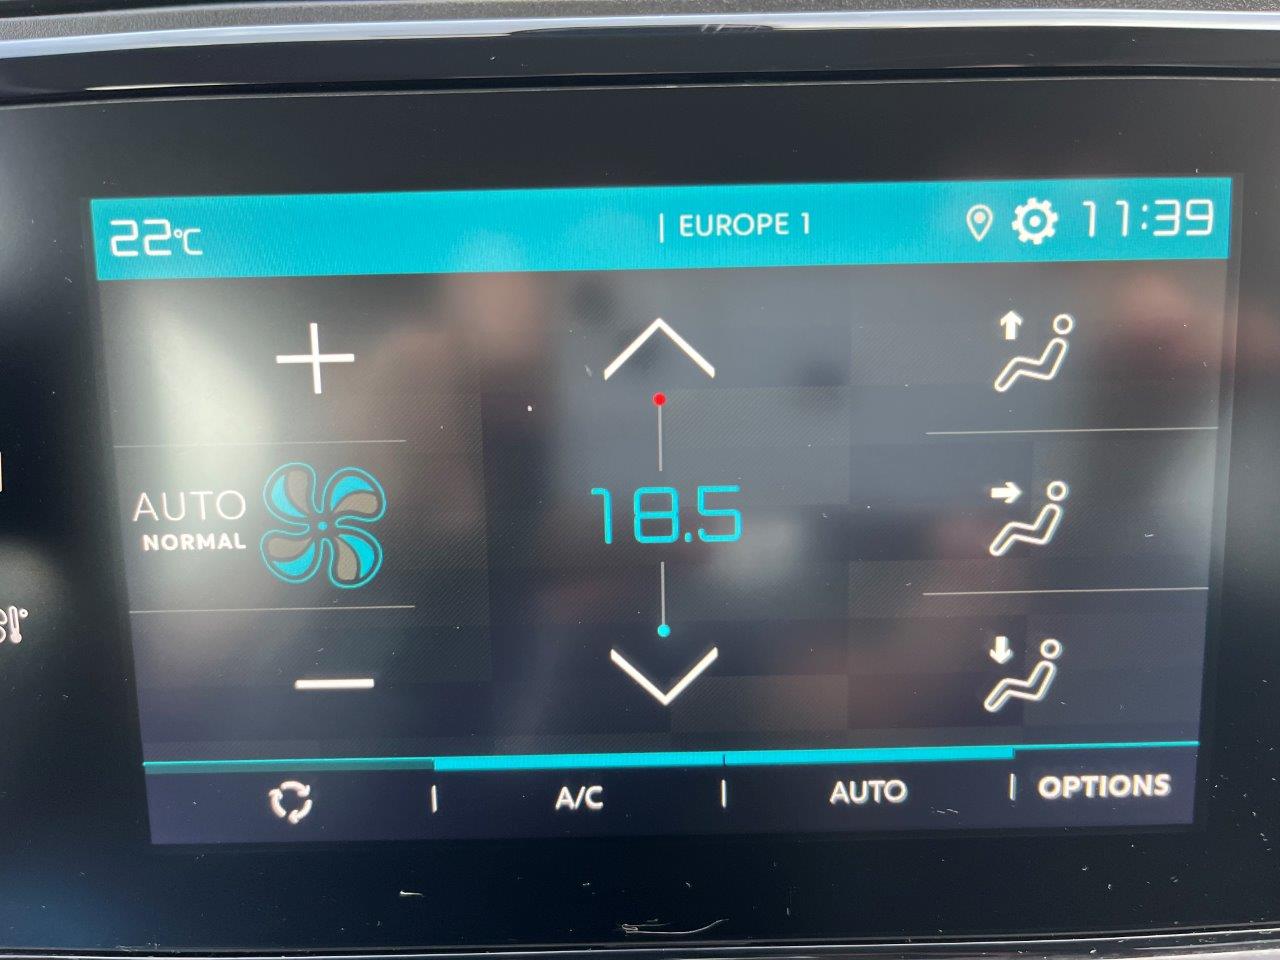 22°C
| EUROPE 1
11:39
AUTO
NORMAL
18.5
A/C
AUTO
OPTIONS